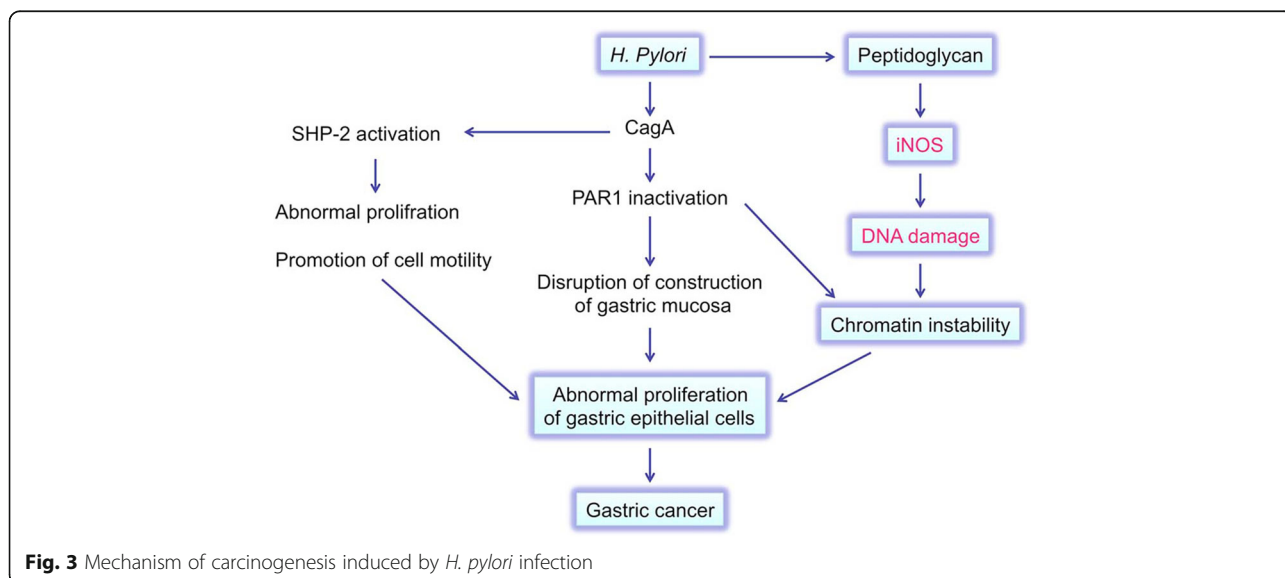 H. Pylori
Peptidoglycan
SHP-2 activation
CagA
iNOS
Abnormal prolifration
PAR1 inactivation
DNA damage
Promotion of cell motility
Disruption of construction
of gastric mucosa
Chromatin instability
Abnormal proliferation
of gastric epithelial cells
Gastric cancer
Fig. 3 Mechanism of carcinogenesis induced by H. pylori infection